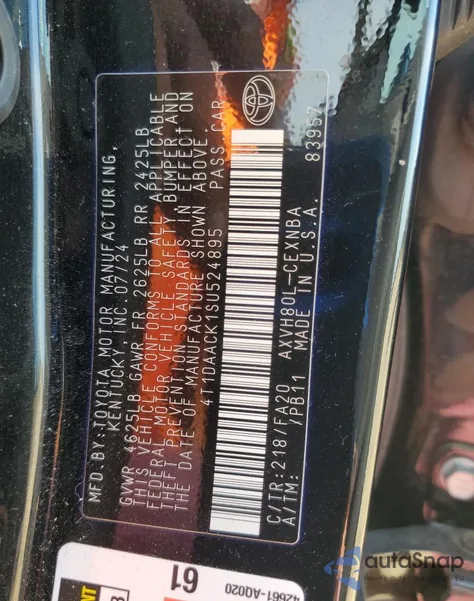 MFD.BY:TOYOTA MOTOR MANUFACTURING,
KENTUCKY, INC 07/24
GVWR 4625LB GAWR FR 2625LB RR 2425LB
THIS VEHICLE CONFORMS TO ALL APPLICABLE
FEDERAL MOTOR VEHICLE SAFETY, BUMPER AND
THEFT PREVENTION STANDARDS IN EFFECT ON
THE DATE OF MANUFACTURE SHOWN ABOVE.
4T1DAACK1SU524895 PASS. CAR
C/TR:218/FA20 AXVH80L-CEXNBA 83957
A/TM: /PB11 MADE IN U.S.A.
61
42661-AQ020
autoSnap